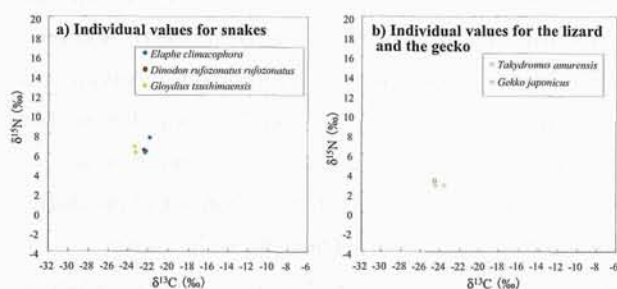 a) Individual values for snakes
Elaphe climacophora
Dinodon rufozonatus rufozonatus
Gloydius tsushimaensis
δ¹⁵N (‰)
20
18
16
14
12
10
8
6
4
2
0
-2
-4
-32 -30 -28 -26 -24 -22 -20 -18 -16 -14 -12 -10 -8 -6
δ¹³C (‰)
b) Individual values for the lizard
and the gecko
Takydromus amurensis
Gekko japonicus
δ¹⁵N (‰)
20
18
16
14
12
10
8
6
4
2
0
-2
-4
-32 -30 -28 -26 -24 -22 -20 -18 -16 -14 -12 -10 -8 -6
δ¹³C (‰)